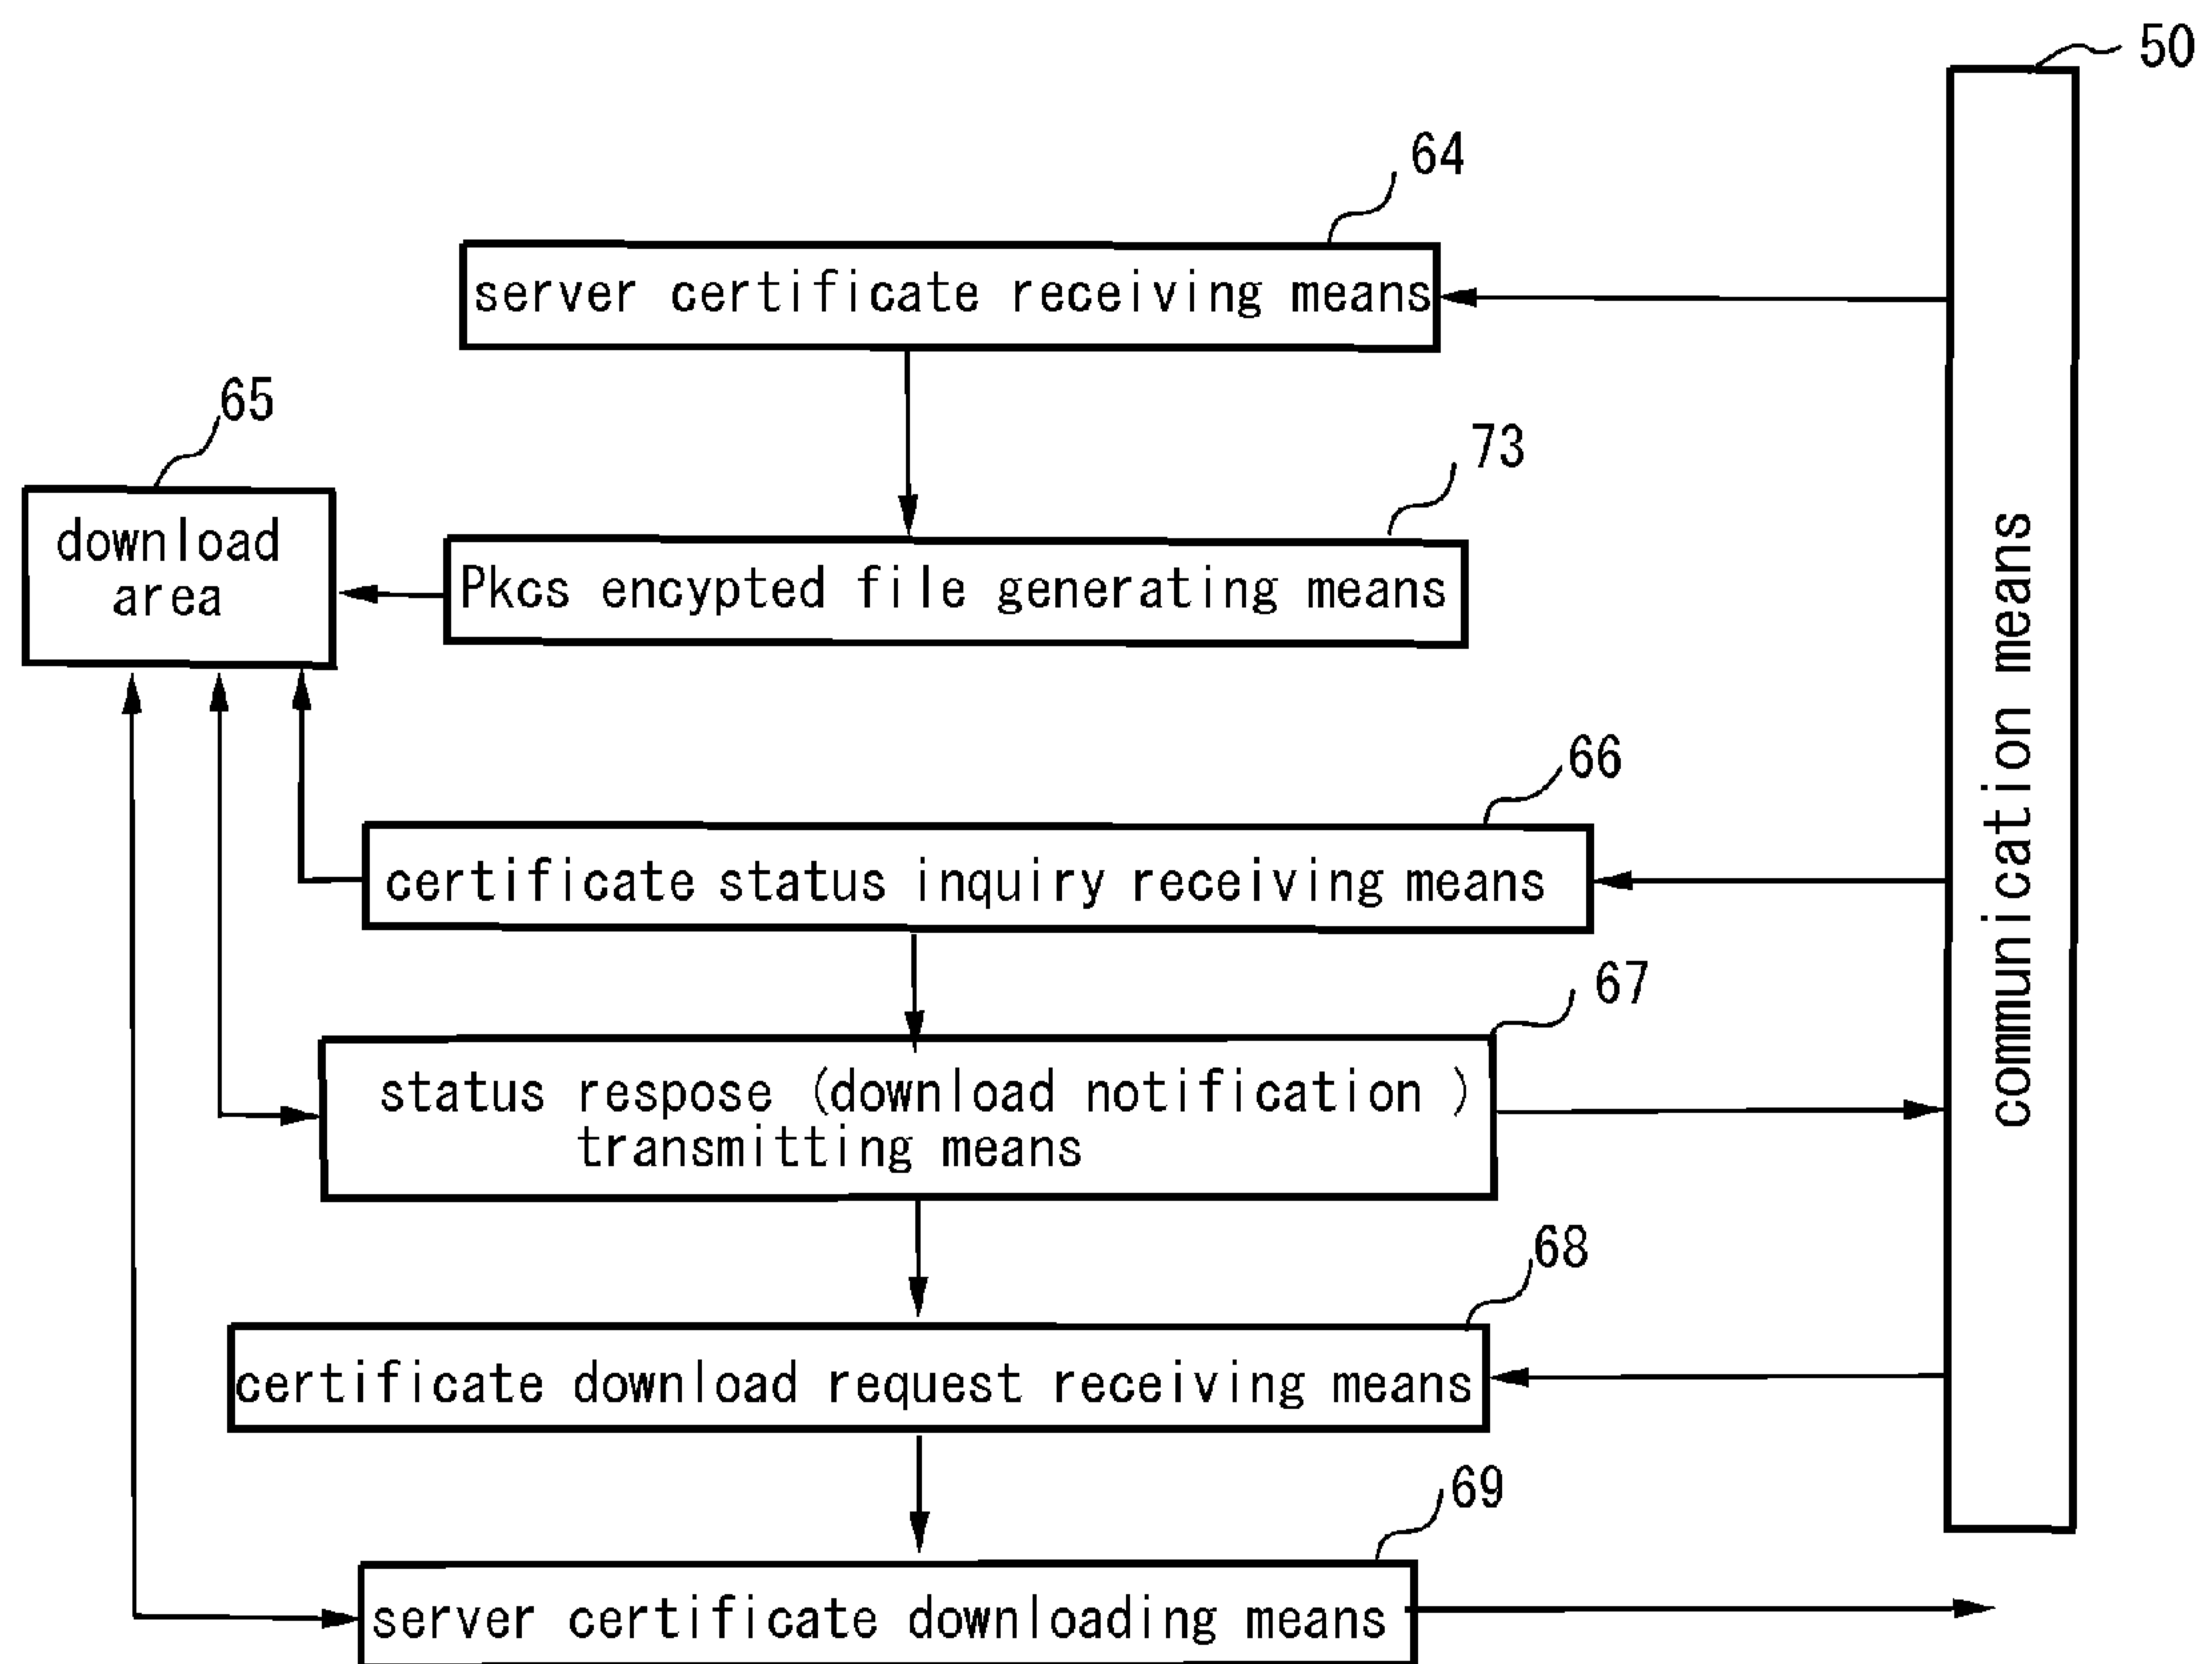 50
64
server certificate receiving means
65
73
download
area
Pkcs encypted file generating means
66
certificate status inquiry receiving means
communication means
67
status respose (download notification )
transmitting means
68
certificate download request receiving means
69
server certificate downloading means